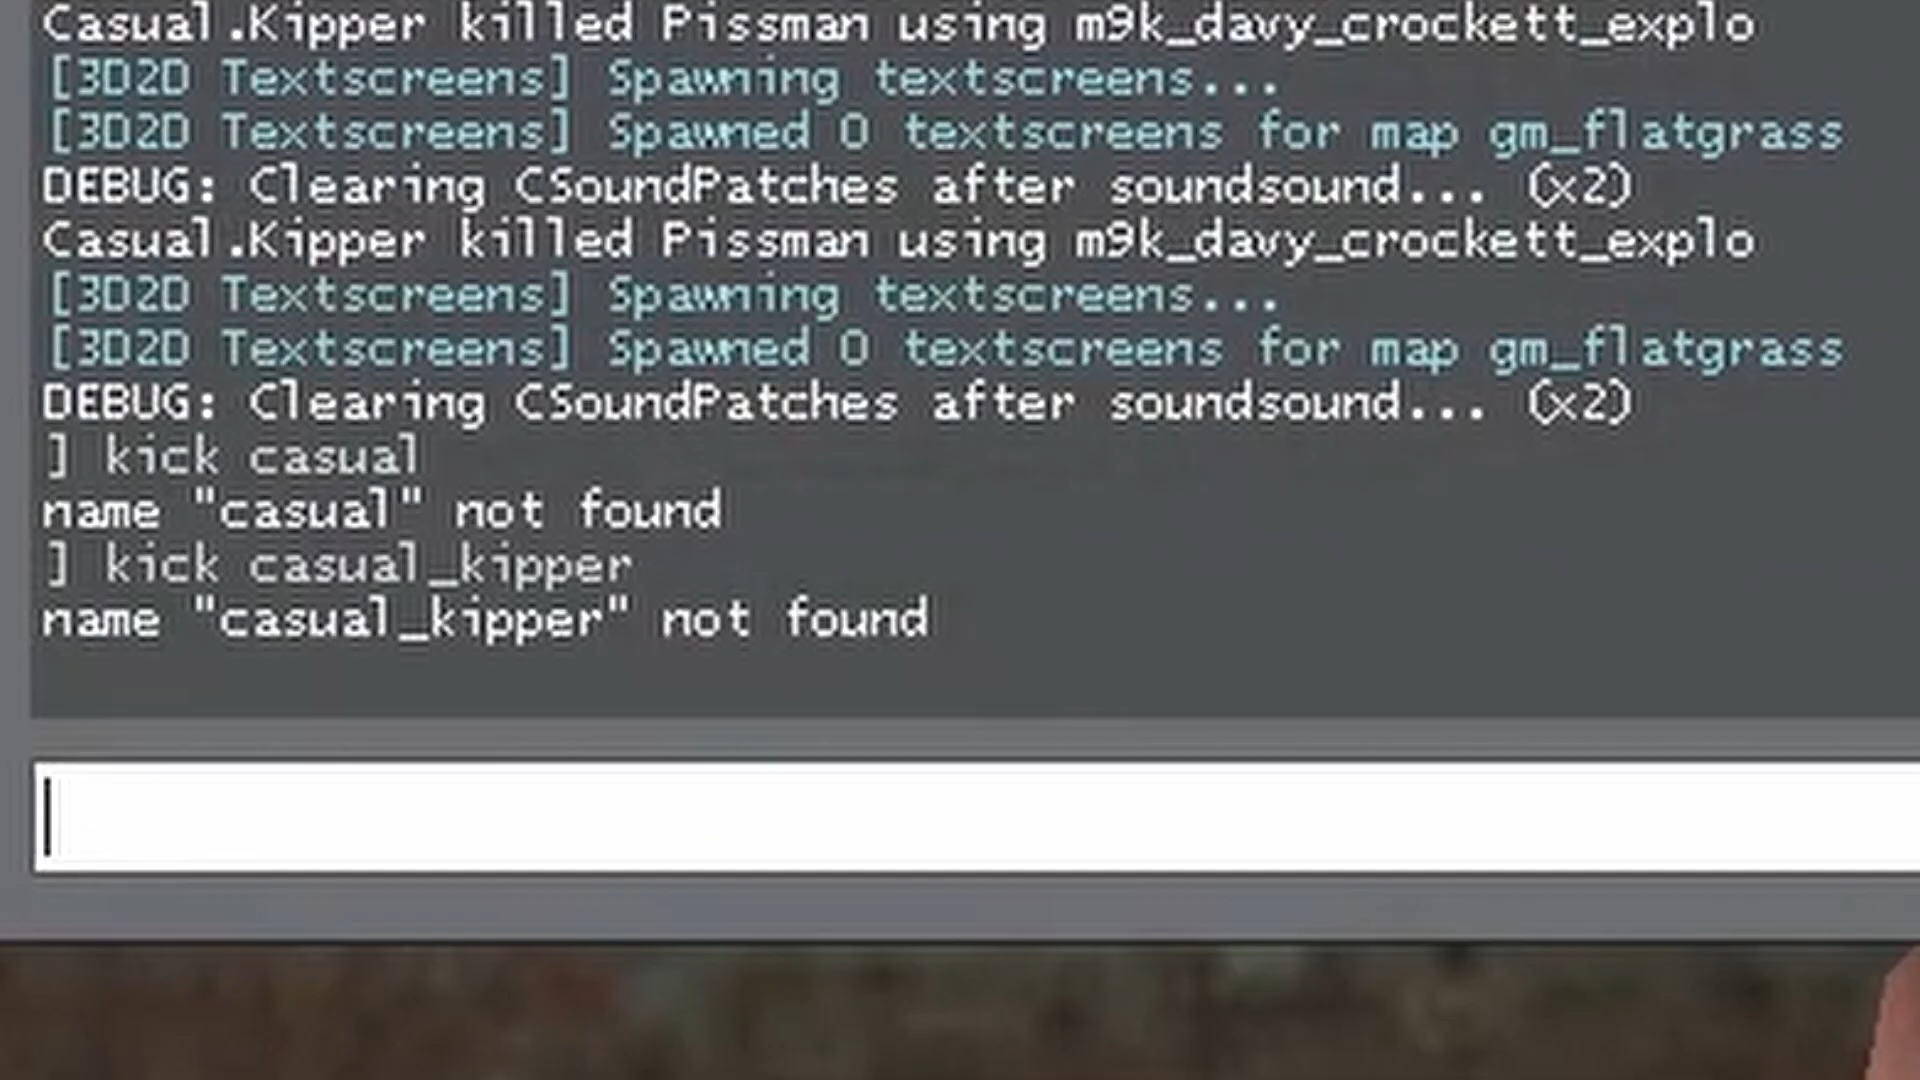 Casual.Kipper killed Pissman using m9k_davy_crockett_explo
[3D2D Textscreens] Spawning textscreens...
[3D2D Textscreens] Spawned 0 textscreens for map gm_flatgrass
DEBUG: Clearing CSoundPatches after soundsound... (x2)
Casual.Kipper killed Pissman using m9k_davy_crockett_explo
[3D2D Textscreens] Spawning textscreens...
[3D2D Textscreens] Spawned 0 textscreens for map gm_flatgrass
DEBUG: Clearing CSoundPatches after soundsound... (x2)
] kick casual
name "casual" not found
] kick casual_kipper
name "casual_kipper" not found